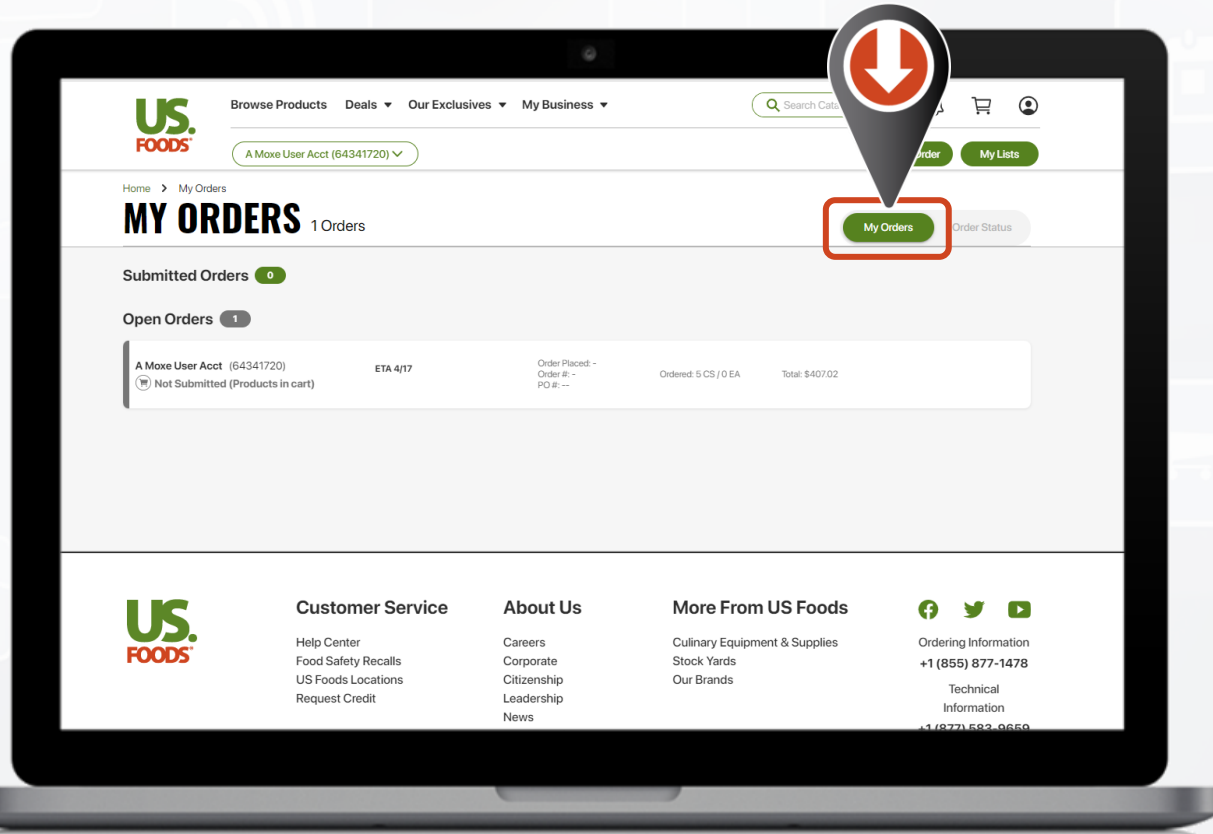 US.
FOODS®
Browse Products Deals Our Exclusives My Business
Search Cata
A Moxe User Acct (64341720)
Order
My Lists
Home > My Orders
MY ORDERS 1 Orders
My Orders
Order Status
Submitted Orders 0
Open Orders 1
A Moxe User Acct (64341720)
Not Submitted (Products in cart)
ETA 4/17
Order Placed: -
Order #: -
PO #: --
Ordered: 5 CS / 0 EA
Total: $407.02
US.
FOODS®
Customer Service
Help Center
Food Safety Recalls
US Foods Locations
Request Credit
About Us
Careers
Corporate
Citizenship
Leadership
News
More From US Foods
Culinary Equipment & Supplies
Stock Yards
Our Brands
Ordering Information
+1 (855) 877-1478
Technical
Information
+1 (877) 583-9659